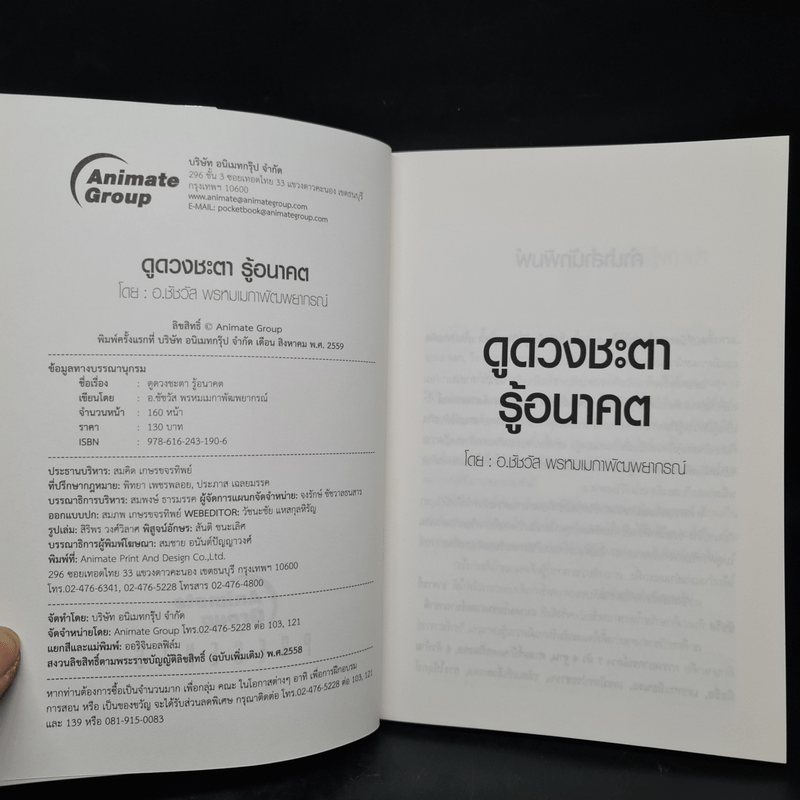 Animate
Group
บริษัท อนิเมทกรุ๊ป จำกัด
296 ชั้น 3 ซอยเทอดไทย 33 แขวงดาวคะนอง เขตธนบุรี
กรุงเทพฯ 10600
www.animate@animategroup.com
E-MAIL: pocketbook@animategroup.com
ดูดวงชะตา รู้อนาคต
โดย : อ.ชัชวัส พรหมเมฆาพัฒพยากรณ์
ลิขสิทธิ์ © Animate Group
พิมพ์ครั้งแรกที่ บริษัท อนิเมทกรุ๊ป จำกัด เดือน สิงหาคม พ.ศ. 2559
ข้อมูลทางบรรณานุกรม
ชื่อเรื่อง : ดูดวงชะตา รู้อนาคต
เขียนโดย : อ.ชัชวัส พรหมเมฆาพัฒพยากรณ์
จำนวนหน้า : 160 หน้า
ราคา : 130 บาท
ISBN : 978-616-243-190-6
ประธานบริหาร: สมคิด เกษรขจรทิพย์
ที่ปรึกษากฎหมาย: พิทยา เพชรพลอย, ประภาส เฉลยมรรค
บรรณาธิการบริหาร: สมพงษ์ ธารมรรค ผู้จัดการแผนกจัดจำหน่าย: จงรักษ์ ชัชวาลธนสาร
ออกแบบปก: สมภพ เกษรขจรทิพย์ WEBEDITOR: วัชนะชัย แหสกุลหิรัญ
รูปเล่ม: สิริพร วงศ์วิลาศ พิสูจน์อักษร: สันติ ชนะเลิศ
บรรณาธิการผู้พิมพ์โฆษณา: สมชาย อนันต์ปัญญาวงศ์
พิมพ์ที่: Animate Print And Design Co.,Ltd.
296 ซอยเทอดไทย 33 แขวงดาวคะนอง เขตธนบุรี กรุงเทพฯ 10600
โทร.02-476-6341, 02-476-5228 โทรสาร 02-476-4800
จัดทำโดย: บริษัท อนิเมทกรุ๊ป จำกัด
จัดจำหน่ายโดย: Animate Group โทร.02-476-5228 ต่อ 103, 121
แยกสีและแม่พิมพ์: ออริจินอลฟิล์ม
สงวนลิขสิทธิ์ตามพระราชบัญญัติลิขสิทธิ์ (ฉบับเพิ่มเติม) พ.ศ.2558
หากท่านต้องการซื้อเป็นจำนวนมาก เพื่อกลุ่ม คณะ ในโอกาสต่างๆ อาทิ เพื่อการฝึกอบรม
การสอน หรือ เป็นของขวัญ จะได้รับส่วนลดพิเศษ กรุณาติดต่อ โทร.02-476-5228 ต่อ 103, 121
และ 139 หรือ 081-915-0083
ดูดวงชะตา
รู้อนาคต
โดย : อ.ชัชวัส พรหมเมฆาพัฒพยากรณ์